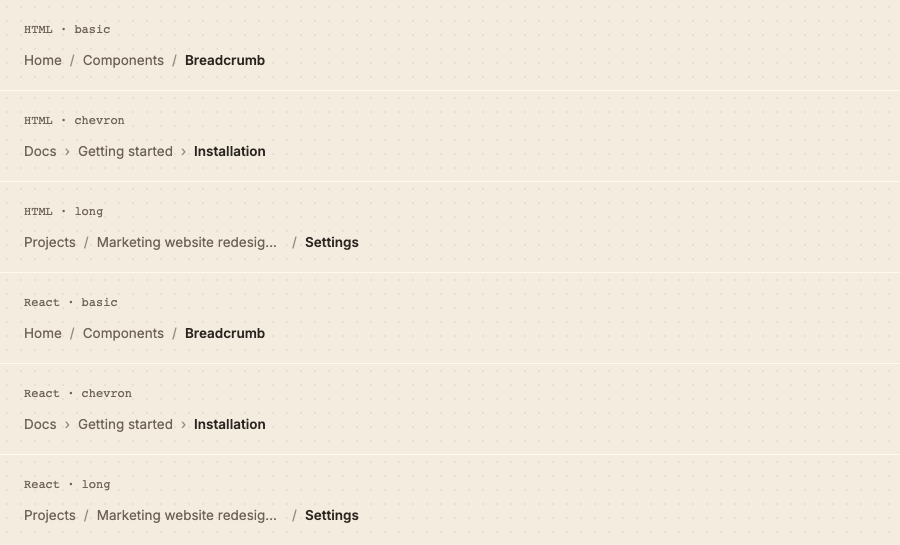 HTML · basic
Home / Components / Breadcrumb
HTML · chevron
Docs › Getting started › Installation
HTML · long
Projects / Marketing website redesig… / Settings
React · basic
Home / Components / Breadcrumb
React · chevron
Docs › Getting started › Installation
React · long
Projects / Marketing website redesig… / Settings